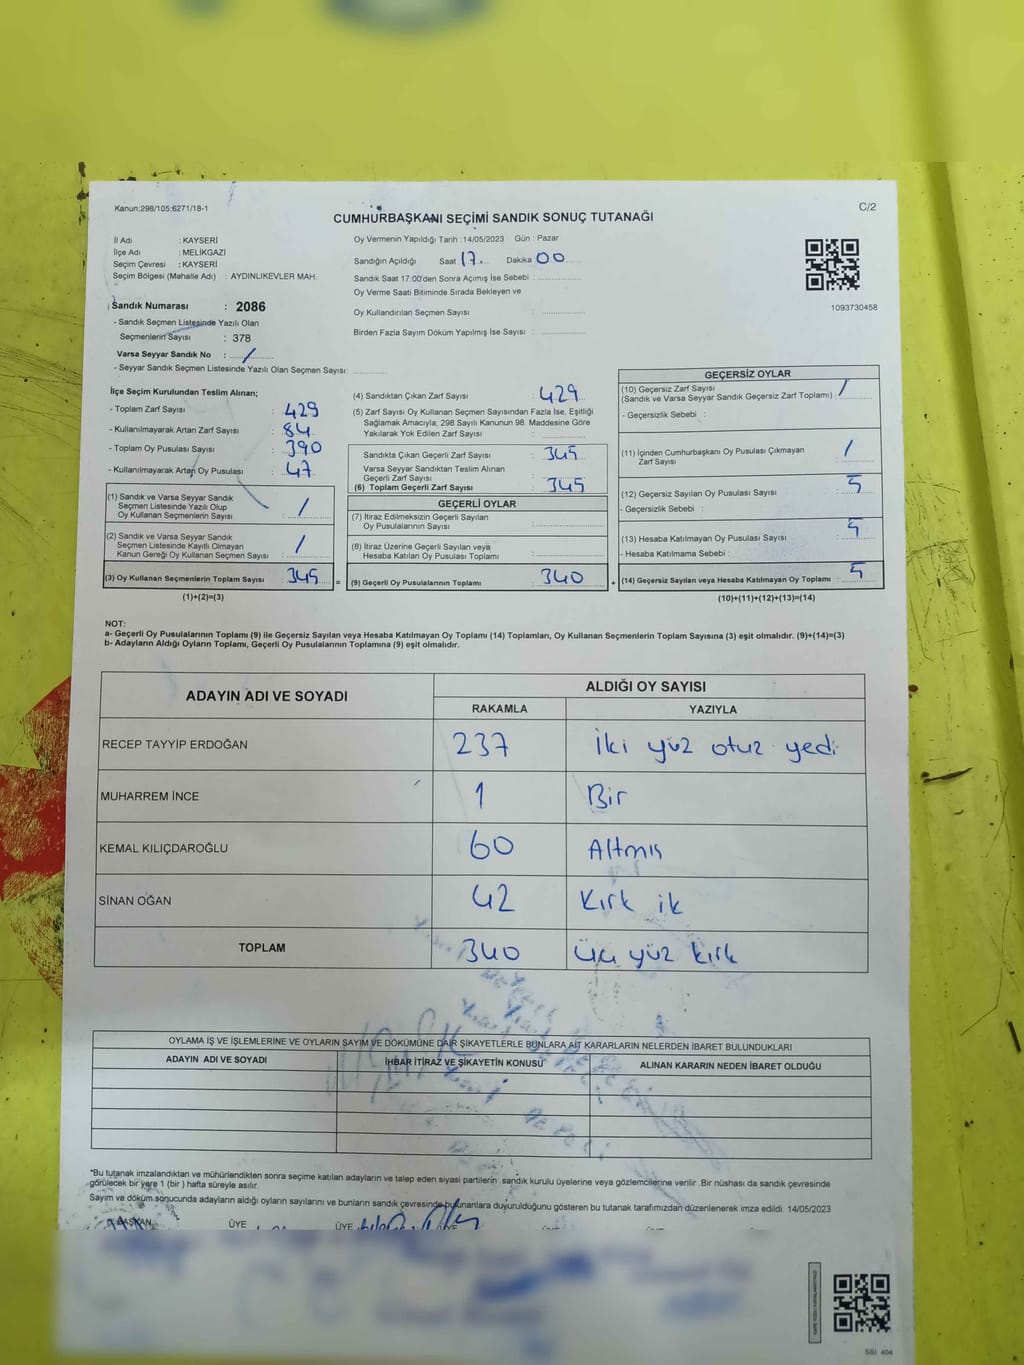 Kanun:298/105;6271/18-1
C/2
CUMHURBAŞKANI SEÇİMİ SANDIK SONUÇ TUTANAĞI
İl Adı : KAYSERİ
İlçe Adı : MELİKGAZİ
Seçim Çevresi : KAYSERİ
Seçim Bölgesi (Mahalle Adı) : AYDINLIKEVLER MAH.
Sandık Numarası : 2086
- Sandık Seçmen Listesinde Yazılı Olan
Seçmenlerin Sayısı : 378
Varsa Seyyar Sandık No : /
- Seyyar Sandık Seçmen Listesinde Yazılı Olan Seçmen Sayısı:
Oy Vermenin Yapıldığı Tarih : 14/05/2023 Gün : Pazar
Sandığın Açıldığı Saat 17. Dakika 00
Sandık Saat 17:00'den Sonra Açımış İse Sebebi :
Oy Verme Saati Bitiminde Sırada Bekleyen ve
Oy Kullandırılan Seçmen Sayısı :
Birden Fazla Sayım Döküm Yapılmış İse Sayısı :
1093730458
İlçe Seçim Kurulundan Teslim Alınan;
- Toplam Zarf Sayısı : 429
- Kullanılmayarak Artan Zarf Sayısı : 84
- Toplam Oy Pusulası Sayısı : 390
- Kullanılmayarak Artan Oy Pusulası : 47
(1) Sandık ve Varsa Seyyar Sandık
Seçmen Listesinde Yazılı Olup
Oy Kullanan Seçmenlerin Sayısı : /
(2) Sandık ve Varsa Seyyar Sandık
Seçmen Listesinde Kayıtlı Olmayan
Kanun Gereği Oy Kullanan Seçmen Sayısı : /
(3) Oy Kullanan Seçmenlerin Toplam Sayısı : 345 =
(1)+(2)=(3)
(4) Sandıktan Çıkan Zarf Sayısı : 429
(5) Zarf Sayısı Oy Kullanan Seçmen Sayısından Fazla İse, Eşitliği
Sağlamak Amacıyla, 298 Sayılı Kanunun 98. Maddesine Göre
Yakılarak Yok Edilen Zarf Sayısı :
Sandıkta Çıkan Geçerli Zarf Sayısı : 345
Varsa Seyyar Sandıktan Teslim Alınan
Geçerli Zarf Sayısı :
(6) Toplam Geçerli Zarf Sayısı : 345
GEÇERLİ OYLAR
(7) İtiraz Edilmeksizin Geçerli Sayılan
Oy Pusulalarının Sayısı :
(8) İtiraz Üzerine Geçerli Sayılan veya
Hesaba Katılan Oy Pusulası Toplamı :
(9) Geçerli Oy Pusulalarının Toplamı : 340 +
GEÇERSİZ OYLAR
(10) Geçersiz Zarf Sayısı
(Sandık ve Varsa Seyyar Sandık Geçersiz Zarf Toplamı) : /
- Geçersizlik Sebebi :
(11) İçinden Cumhurbaşkanı Oy Pusulası Çıkmayan
Zarf Sayısı : /
(12) Geçersiz Sayılan Oy Pusulası Sayısı : 5
- Geçersizlik Sebebi :
(13) Hesaba Katılmayan Oy Pusulası Sayısı : 5
- Hesaba Katılmama Sebebi :
(14) Geçersiz Sayılan veya Hesaba Katılmayan Oy Toplamı : 5
(10)+(11)+(12)+(13)=(14)
NOT:
a- Geçerli Oy Pusulalarının Toplamı (9) ile Geçersiz Sayılan veya Hesaba Katılmayan Oy Toplamı (14) Toplamları, Oy Kullanan Seçmenlerin Toplam Sayısına (3) eşit olmalıdır. (9)+(14)=(3)
b- Adayların Aldığı Oyların Toplamı, Geçerli Oy Pusulalarının Toplamına (9) eşit olmalıdır.
ADAYIN ADI VE SOYADI
ALDIĞI OY SAYISI
RAKAMLA YAZIYLA
RECEP TAYYİP ERDOĞAN 237 İki yüz otuz yedi
MUHARREM İNCE 1 Bir
KEMAL KILIÇDAROĞLU 60 Altmış
SİNAN OĞAN 42 Kırk ik
TOPLAM 340 üç yüz kırk
OYLAMA İŞ VE İŞLEMLERİNE VE OYLARIN SAYIM VE DÖKÜMÜNE DAİR ŞİKAYETLERLE BUNLARA AİT KARARLARIN NELERDEN İBARET BULUNDUKLARI
ADAYIN ADI VE SOYADI
İHBAR İTİRAZ VE ŞİKAYETİN KONUSU
ALINAN KARARIN NEDEN İBARET OLDUĞU
*Bu tutanak imzalandıktan ve mühürlendikten sonra seçime katılan adayların ve talep eden siyasi partilerin sandık kurulu üyelerine veya gözlemcilerine verilir. Bir nüshası da sandık çevresinde
görülecek bir yere 1 (bir ) hafta süreyle asılır.
Sayım ve döküm sonucunda adayların aldığı oyların sayılarını ve bunların sandık çevresinde bulunanlara duyurulduğunu gösteren bu tutanak tarafımızdan düzenlenerek imza edildi. 14/05/2023
BAŞKAN ÜYE ÜYE